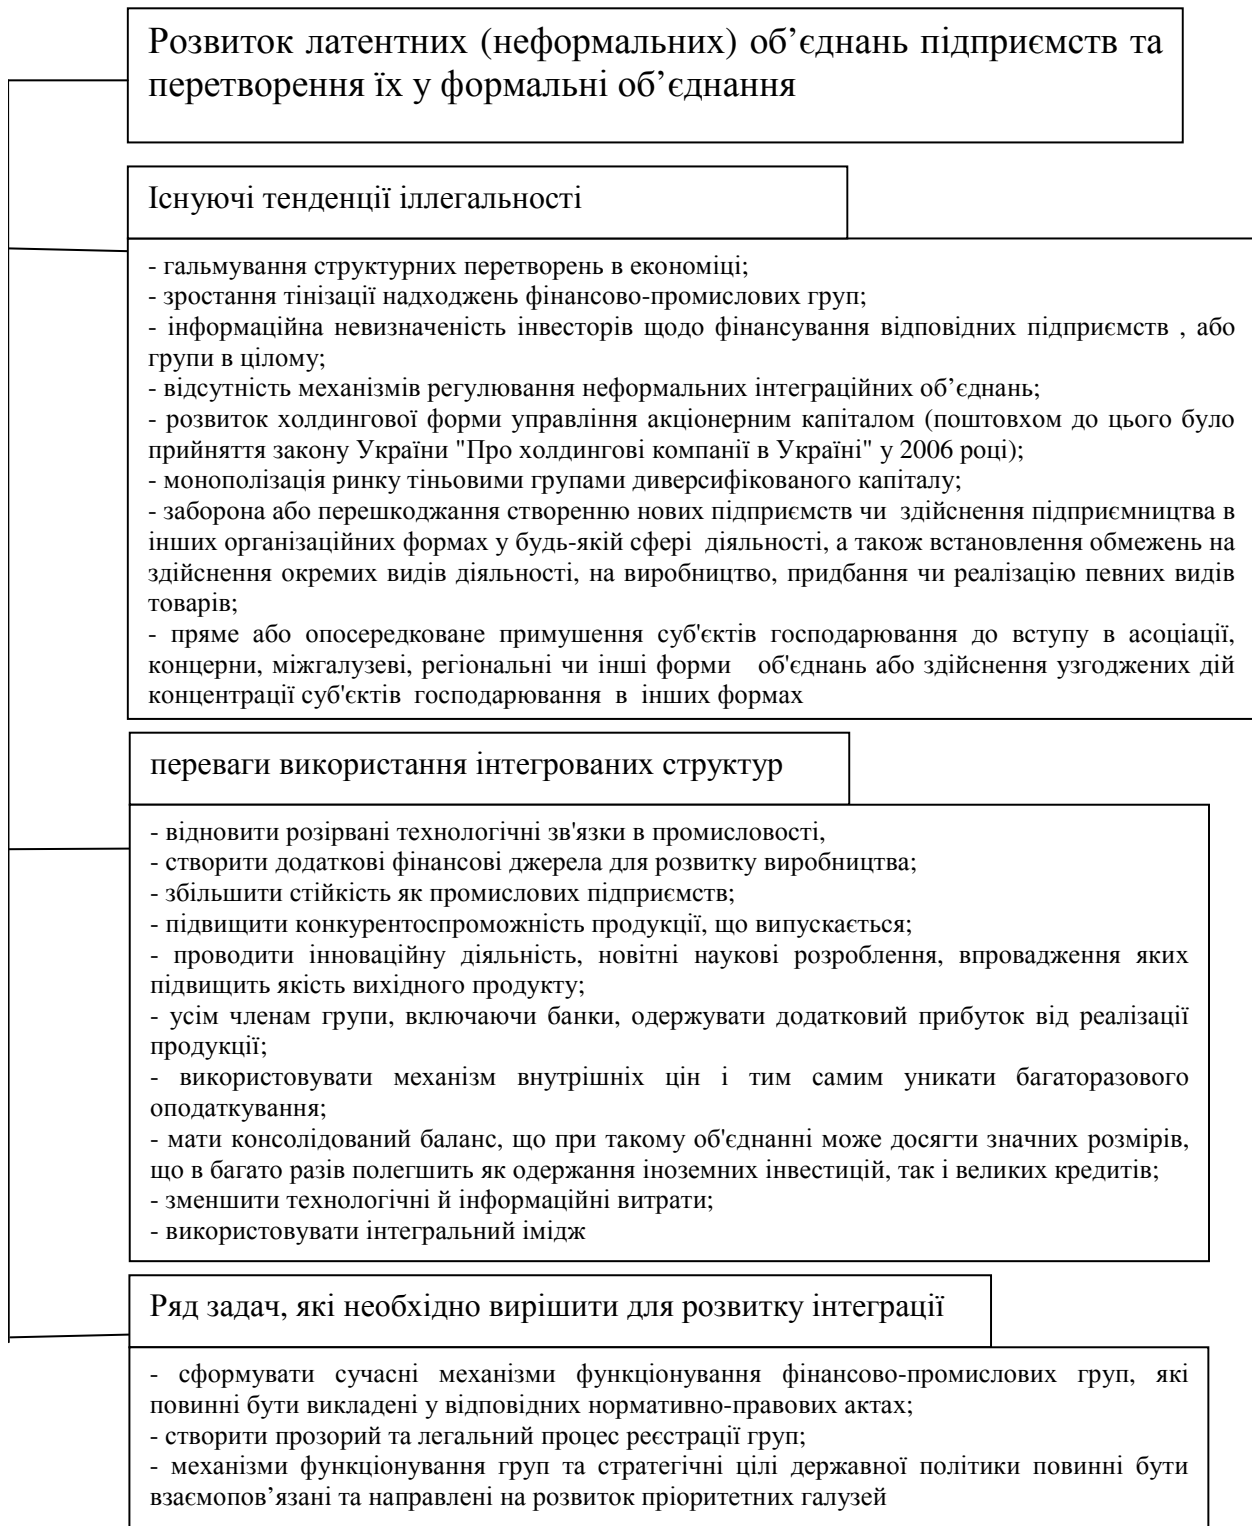 Розвиток латентних (неформальних) об’єднань підприємств та
перетворення їх у формальні об’єднання
Існуючі тенденції іллегальності
- гальмування структурних перетворень в економіці;
- зростання тінізації надходжень фінансово-промислових груп;
- інформаційна невизначеність інвесторів щодо фінансування відповідних підприємств , або
групи в цілому;
- відсутність механізмів регулювання неформальних інтеграційних об’єднань;
- розвиток холдингової форми управління акціонерним капіталом (поштовхом до цього було
прийняття закону України "Про холдингові компанії в Україні" у 2006 році);
- монополізація ринку тіньовими групами диверсифікованого капіталу;
- заборона або перешкоджання створенню нових підприємств чи здійснення підприємництва в
інших організаційних формах у будь-якій сфері діяльності, а також встановлення обмежень на
здійснення окремих видів діяльності, на виробництво, придбання чи реалізацію певних видів
товарів;
- пряме або опосередковане примушення суб'єктів господарювання до вступу в асоціації,
концерни, міжгалузеві, регіональні чи інші форми об'єднань або здійснення узгоджених дій
концентрації суб'єктів господарювання в інших формах
переваги використання інтегрованих структур
- відновити розірвані технологічні зв'язки в промисловості,
- створити додаткові фінансові джерела для розвитку виробництва;
- збільшити стійкість як промислових підприємств;
- підвищити конкурентоспроможність продукції, що випускається;
- проводити інноваційну діяльність, новітні наукові розроблення, впровадження яких
підвищить якість вихідного продукту;
- усім членам групи, включаючи банки, одержувати додатковий прибуток від реалізації
продукції;
- використовувати механізм внутрішніх цін і тим самим уникати багаторазового
оподаткування;
- мати консолідований баланс, що при такому об'єднанні може досягти значних розмірів,
що в багато разів полегшить як одержання іноземних інвестицій, так і великих кредитів;
- зменшити технологічні й інформаційні витрати;
- використовувати інтегральний імідж
Ряд задач, які необхідно вирішити для розвитку інтеграції
- сформувати сучасні механізми функціонування фінансово-промислових груп, які
повинні бути викладені у відповідних нормативно-правових актах;
- створити прозорий та легальний процес реєстрації груп;
- механізми функціонування груп та стратегічні цілі державної політики повинні бути
взаємопов’язані та направлені на розвиток пріоритетних галузей